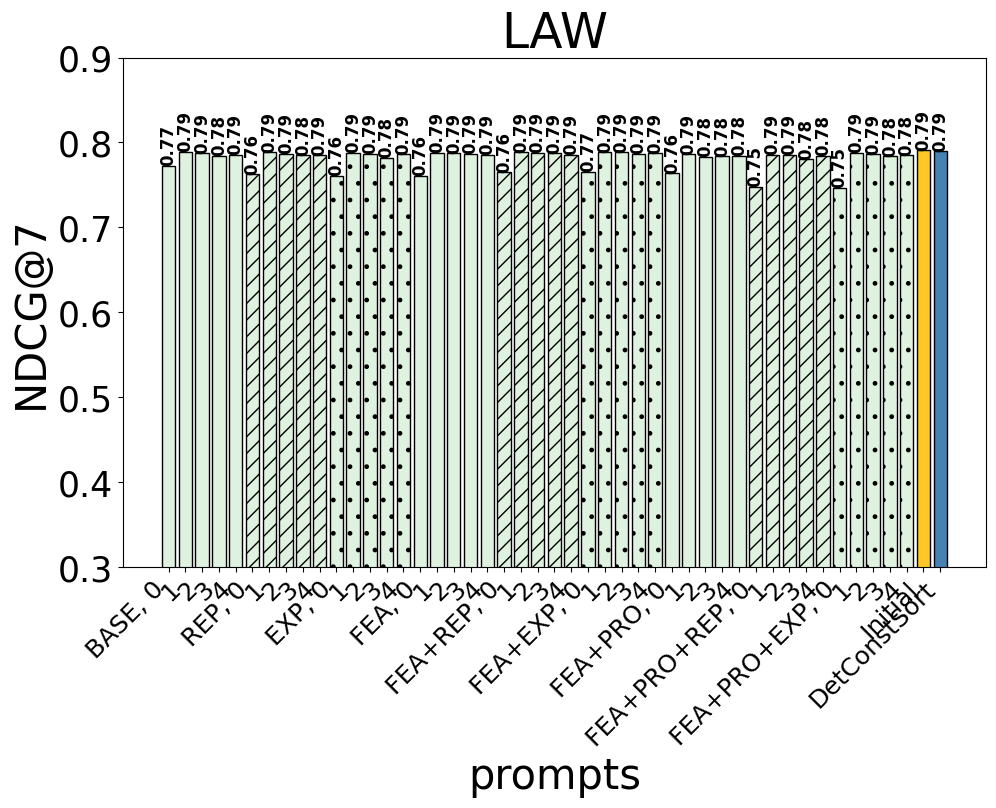 LAW
NDCG@7
0.9
0.8
0.7
0.6
0.5
0.4
0.3
0.77 0.79 0.79 0.78 0.79 0.76 0.79 0.79 0.78 0.79 0.76 0.79 0.79 0.78 0.79 0.76 0.79 0.79 0.79 0.79 0.76 0.79 0.79 0.79 0.79 0.77 0.79 0.79 0.79 0.79 0.76 0.79 0.78 0.78 0.78 0.75 0.79 0.79 0.78 0.78 0.75 0.79 0.79 0.78 0.78 0.79 0.79
BASE, 0 1 2 3 4 REP, 0 1 2 3 4 EXP, 0 1 2 3 4 FEA, 0 1 2 3 4 FEA+REP, 0 1 2 3 4 FEA+EXP, 0 1 2 3 4 FEA+PRO, 0 1 2 3 4 FEA+PRO+REP, 0 1 2 3 4 FEA+PRO+EXP, 0 1 2 3 4 Initial DetConstSort
prompts